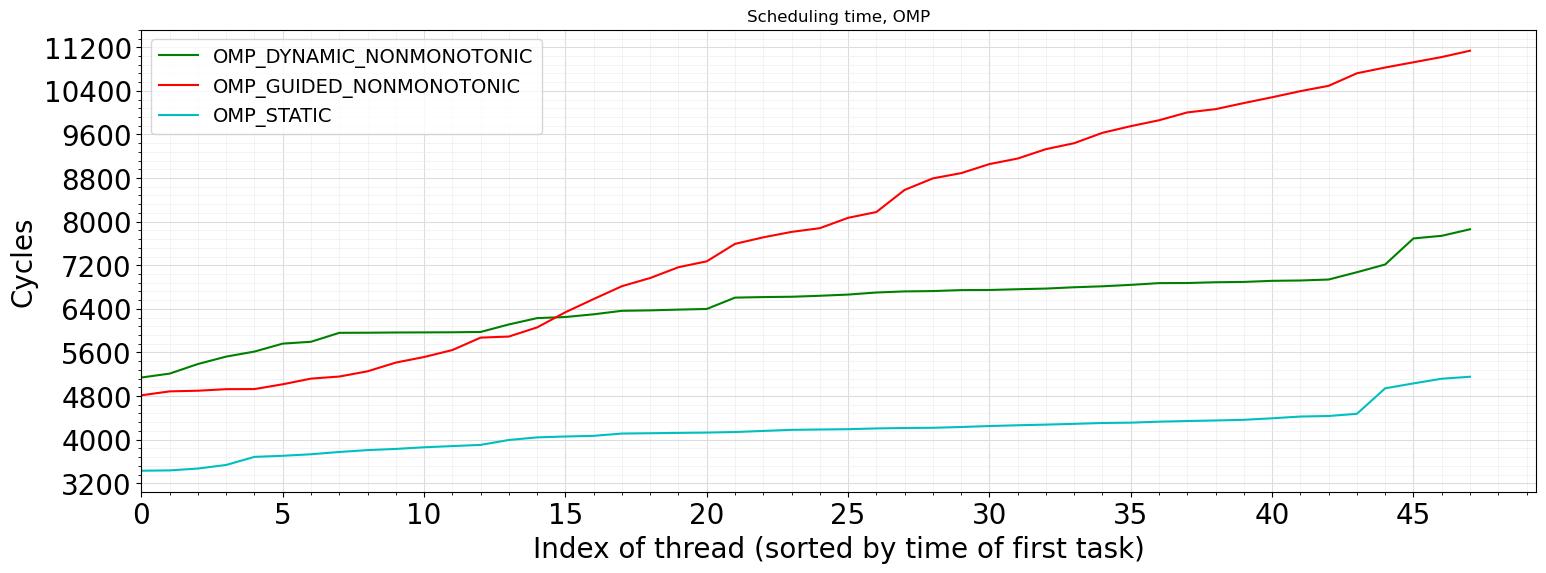 Scheduling time, OMP
OMP_DYNAMIC_NONMONOTONIC
OMP_GUIDED_NONMONOTONIC
OMP_STATIC
Cycles
11200
10400
9600
8800
8000
7200
6400
5600
4800
4000
3200
0 5 10 15 20 25 30 35 40 45
Index of thread (sorted by time of first task)